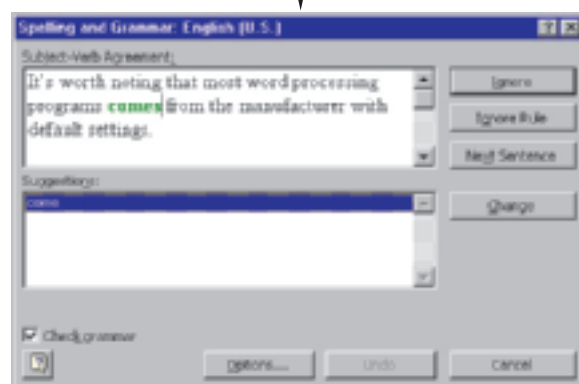 Spelling and Grammar: English (U.S.)
Subject-Verb Agreement:
It's worth noting that most word processing
programs comes from the manufacturer with
default settings.
Ignore
Ignore Rule
Next Sentence
Suggestions:
come
Change
Check grammar
Options...
Undo
Cancel